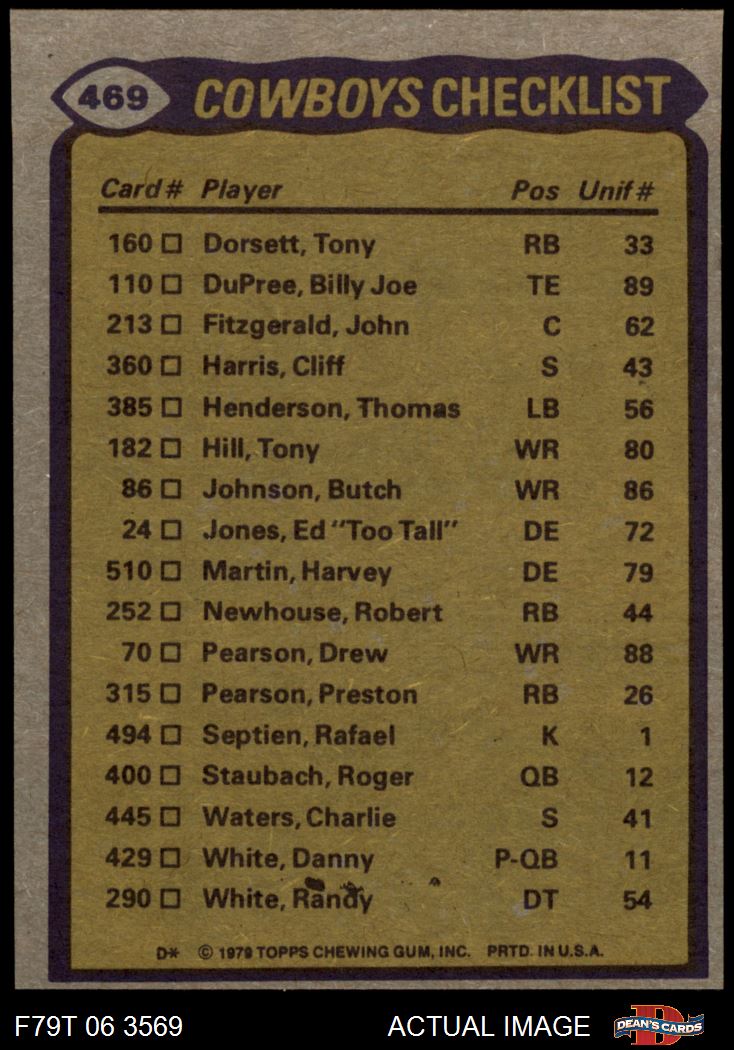 469 COWBOYS CHECKLIST
Card # Player Pos Unif #
160 □ Dorsett, Tony RB 33
110 □ DuPree, Billy Joe TE 89
213 □ Fitzgerald, John C 62
360 □ Harris, Cliff S 43
385 □ Henderson, Thomas LB 56
182 □ Hill, Tony WR 80
86 □ Johnson, Butch WR 86
24 □ Jones, Ed "Too Tall" DE 72
510 □ Martin, Harvey DE 79
252 □ Newhouse, Robert RB 44
70 □ Pearson, Drew WR 88
315 □ Pearson, Preston RB 26
494 □ Septien, Rafael K 1
400 □ Staubach, Roger QB 12
445 □ Waters, Charlie S 41
429 □ White, Danny P-QB 11
290 □ White, Randy DT 54
D* © 1979 TOPPS CHEWING GUM, INC. PRTD. IN U.S.A.
F79T 06 3569 ACTUAL IMAGE D DEAN'S CARDS